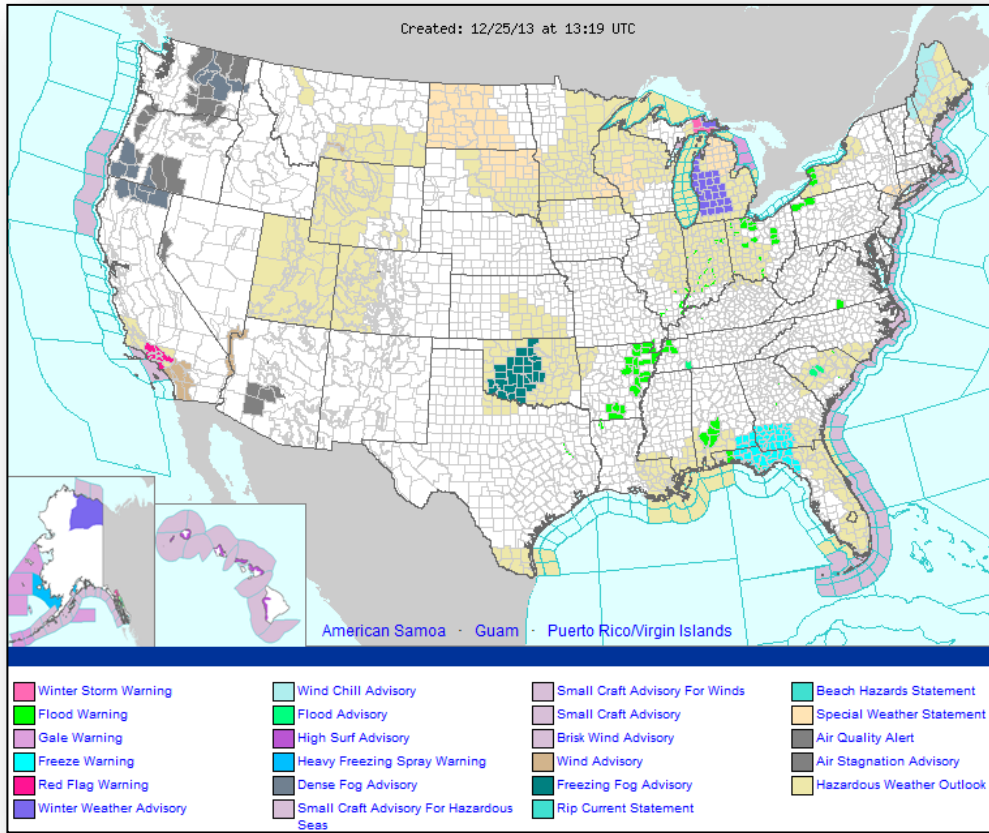 Created: 12/25/13 at 13:19 UTC
American Samoa · Guam · Puerto Rico/Virgin Islands
Winter Storm Warning
Flood Warning
Gale Warning
Freeze Warning
Red Flag Warning
Winter Weather Advisory
Wind Chill Advisory
Flood Advisory
High Surf Advisory
Heavy Freezing Spray Warning
Dense Fog Advisory
Small Craft Advisory For Hazardous
Seas
Small Craft Advisory For Winds
Small Craft Advisory
Brisk Wind Advisory
Wind Advisory
Freezing Fog Advisory
Rip Current Statement
Beach Hazards Statement
Special Weather Statement
Air Quality Alert
Air Stagnation Advisory
Hazardous Weather Outlook